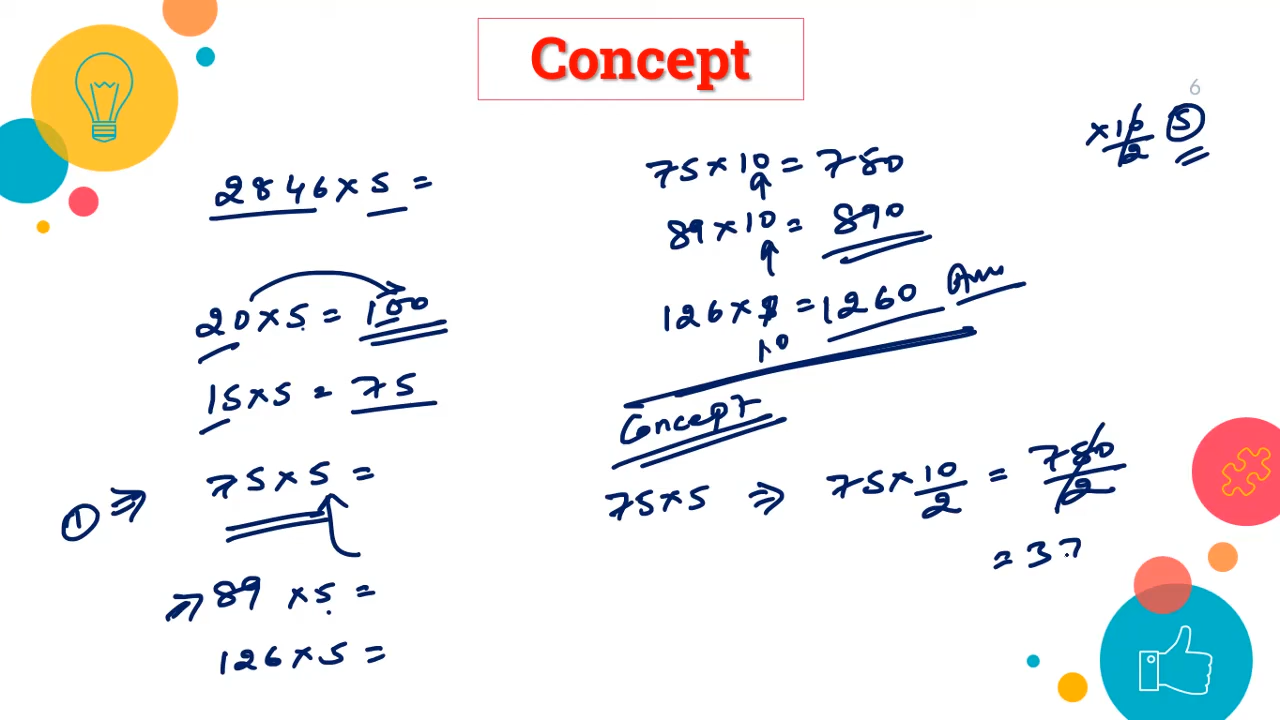 Concept
6
×10/2 5
2846×5=
20×5=100
15×5=75
① ⇒ 75×5=
⇒ 89×5=
126×5=
75×10=750
89×10=890
126× =1260 Ans
10
Concept
75×5 ⇒ 75×10/2 = 750/2
=37